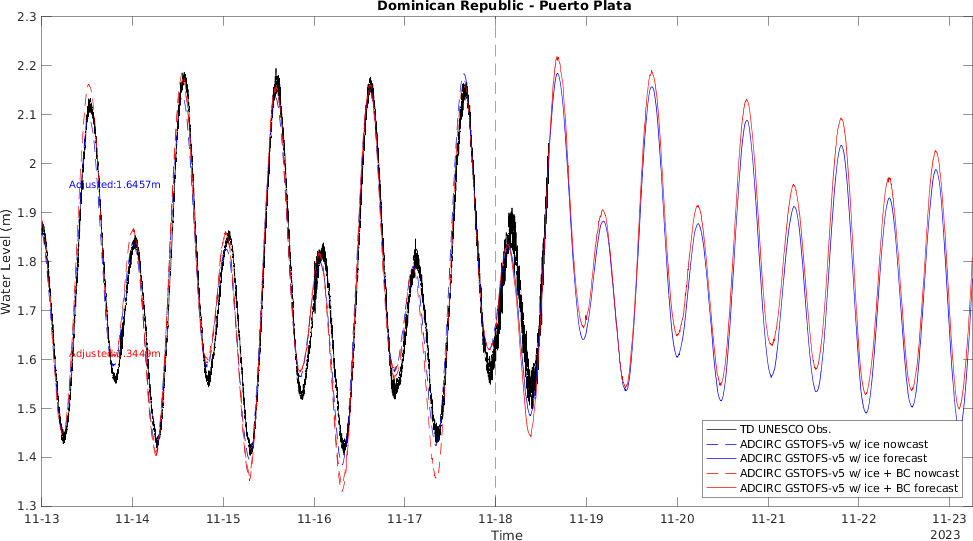 Dominican Republic - Puerto Plata
2.3
2.2
2.1
2
1.9
1.8
1.7
1.6
1.5
1.4
1.3
Water Level (m)
Adjusted:1.6457m
TD UNESCO Obs.
ADCIRC GSTOFS-v5 w/ ice nowcast
ADCIRC GSTOFS-v5 w/ ice forecast
ADCIRC GSTOFS-v5 w/ ice + BC nowcast
ADCIRC GSTOFS-v5 w/ ice + BC forecast
11-13 11-14 11-15 11-16 11-17 11-18 11-19 11-20 11-21 11-22 11-23
2023
Time